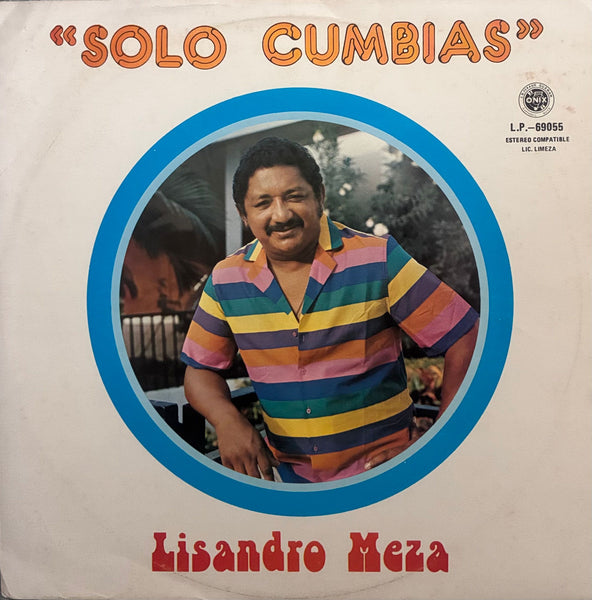 “SOLO CUMBIAS”
ONIX
L.P.-69055
ESTEREO COMPATIBLE
LIC. LIMEZA
Lisandro Meza